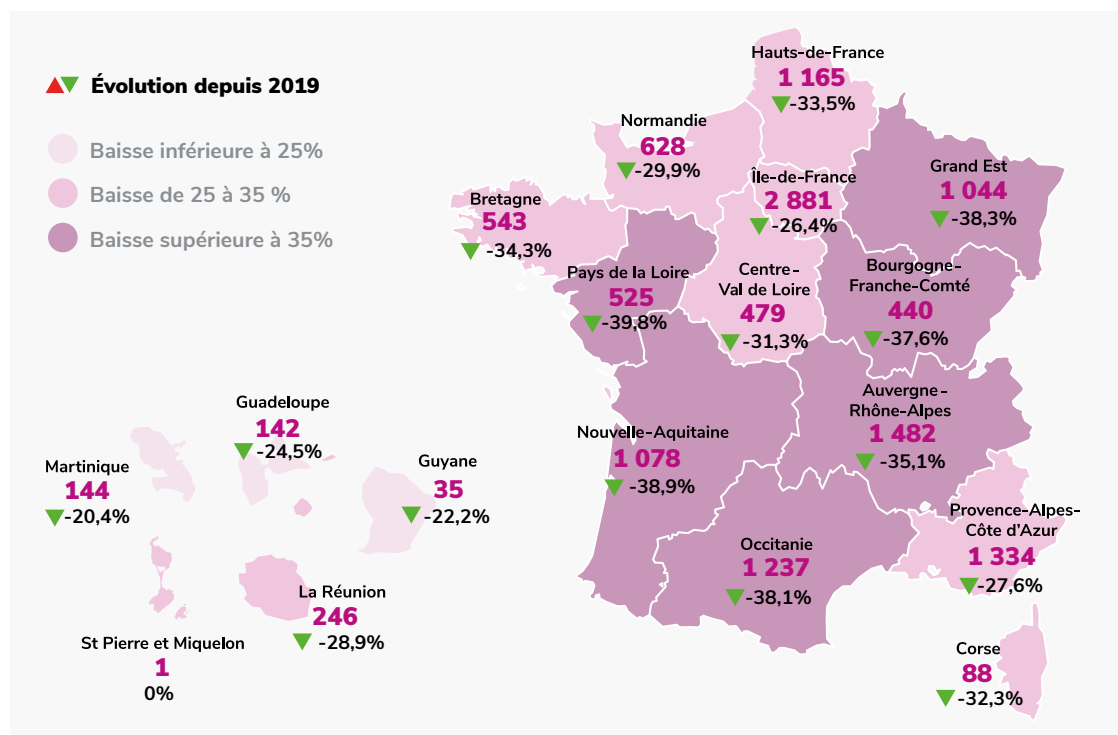 Évolution depuis 2019
Baisse inférieure à 25%
Baisse de 25 à 35 %
Baisse supérieure à 35%
Hauts-de-France
1 165
-33,5%
Normandie
628
-29,9%
Île-de-France
2 881
-26,4%
Grand Est
1 044
-38,3%
Bretagne
543
-34,3%
Pays de la Loire
525
-39,8%
Centre-
Val de Loire
479
-31,3%
Bourgogne-
Franche-Comté
440
-37,6%
Auvergne-
Rhône-Alpes
1 482
-35,1%
Nouvelle-Aquitaine
1 078
-38,9%
Occitanie
1 237
-38,1%
Provence-Alpes-
Côte d'Azur
1 334
-27,6%
Corse
88
-32,3%
Guadeloupe
142
-24,5%
Martinique
144
-20,4%
Guyane
35
-22,2%
La Réunion
246
-28,9%
St Pierre et Miquelon
1
0%